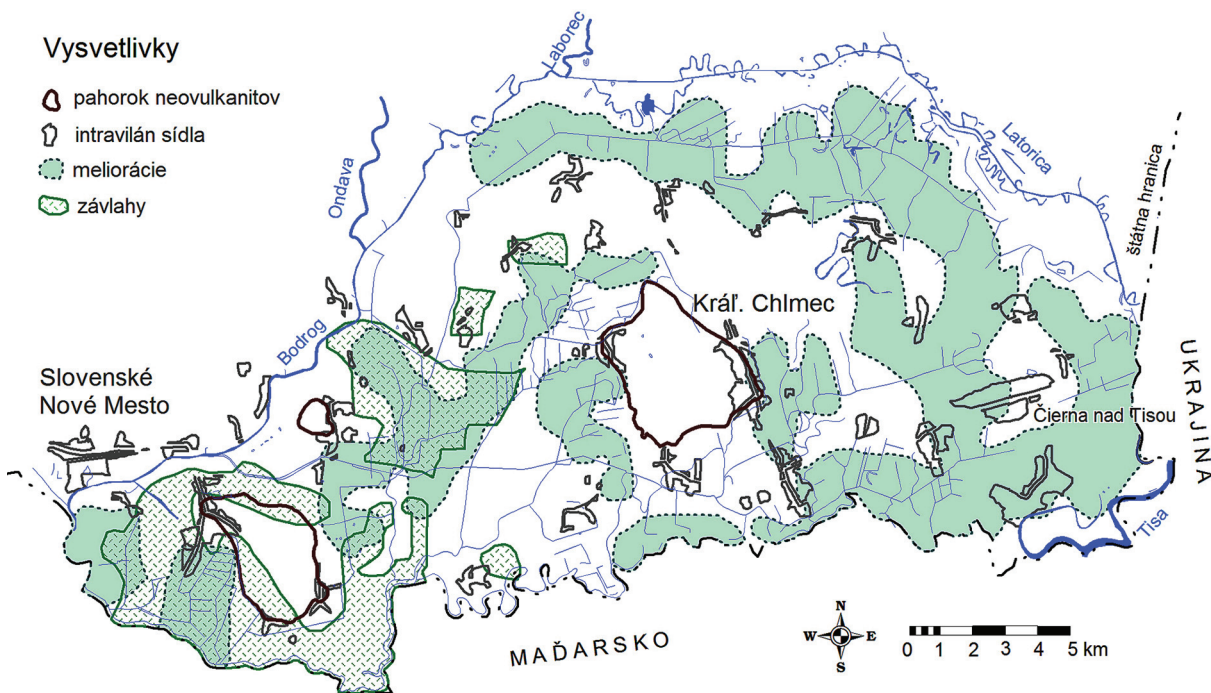 Vysvetlivky
pahorok neovulkanitov
intravilán sídla
meliorácie
závlahy
Laborec
Ondava
Latorica
štátna hranica
Kráľ. Chlmec
Bodrog
Slovenské
Nové Mesto
Čierna nad Tisou
UKRAJINA
Tisa
MAĎARSKO
N
W E
S
0 1 2 3 4 5 km